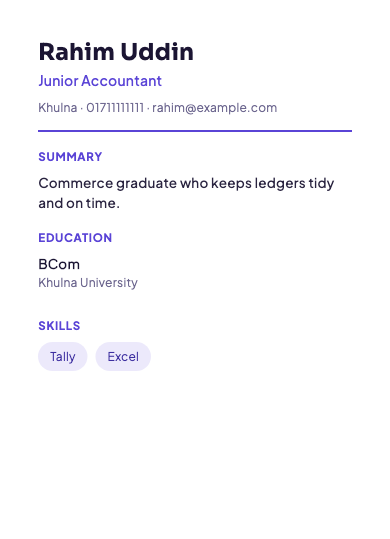 Rahim Uddin
Junior Accountant
Khulna · 01711111111 · rahim@example.com
SUMMARY
Commerce graduate who keeps ledgers tidy
and on time.
EDUCATION
BCom
Khulna University
SKILLS
Tally Excel